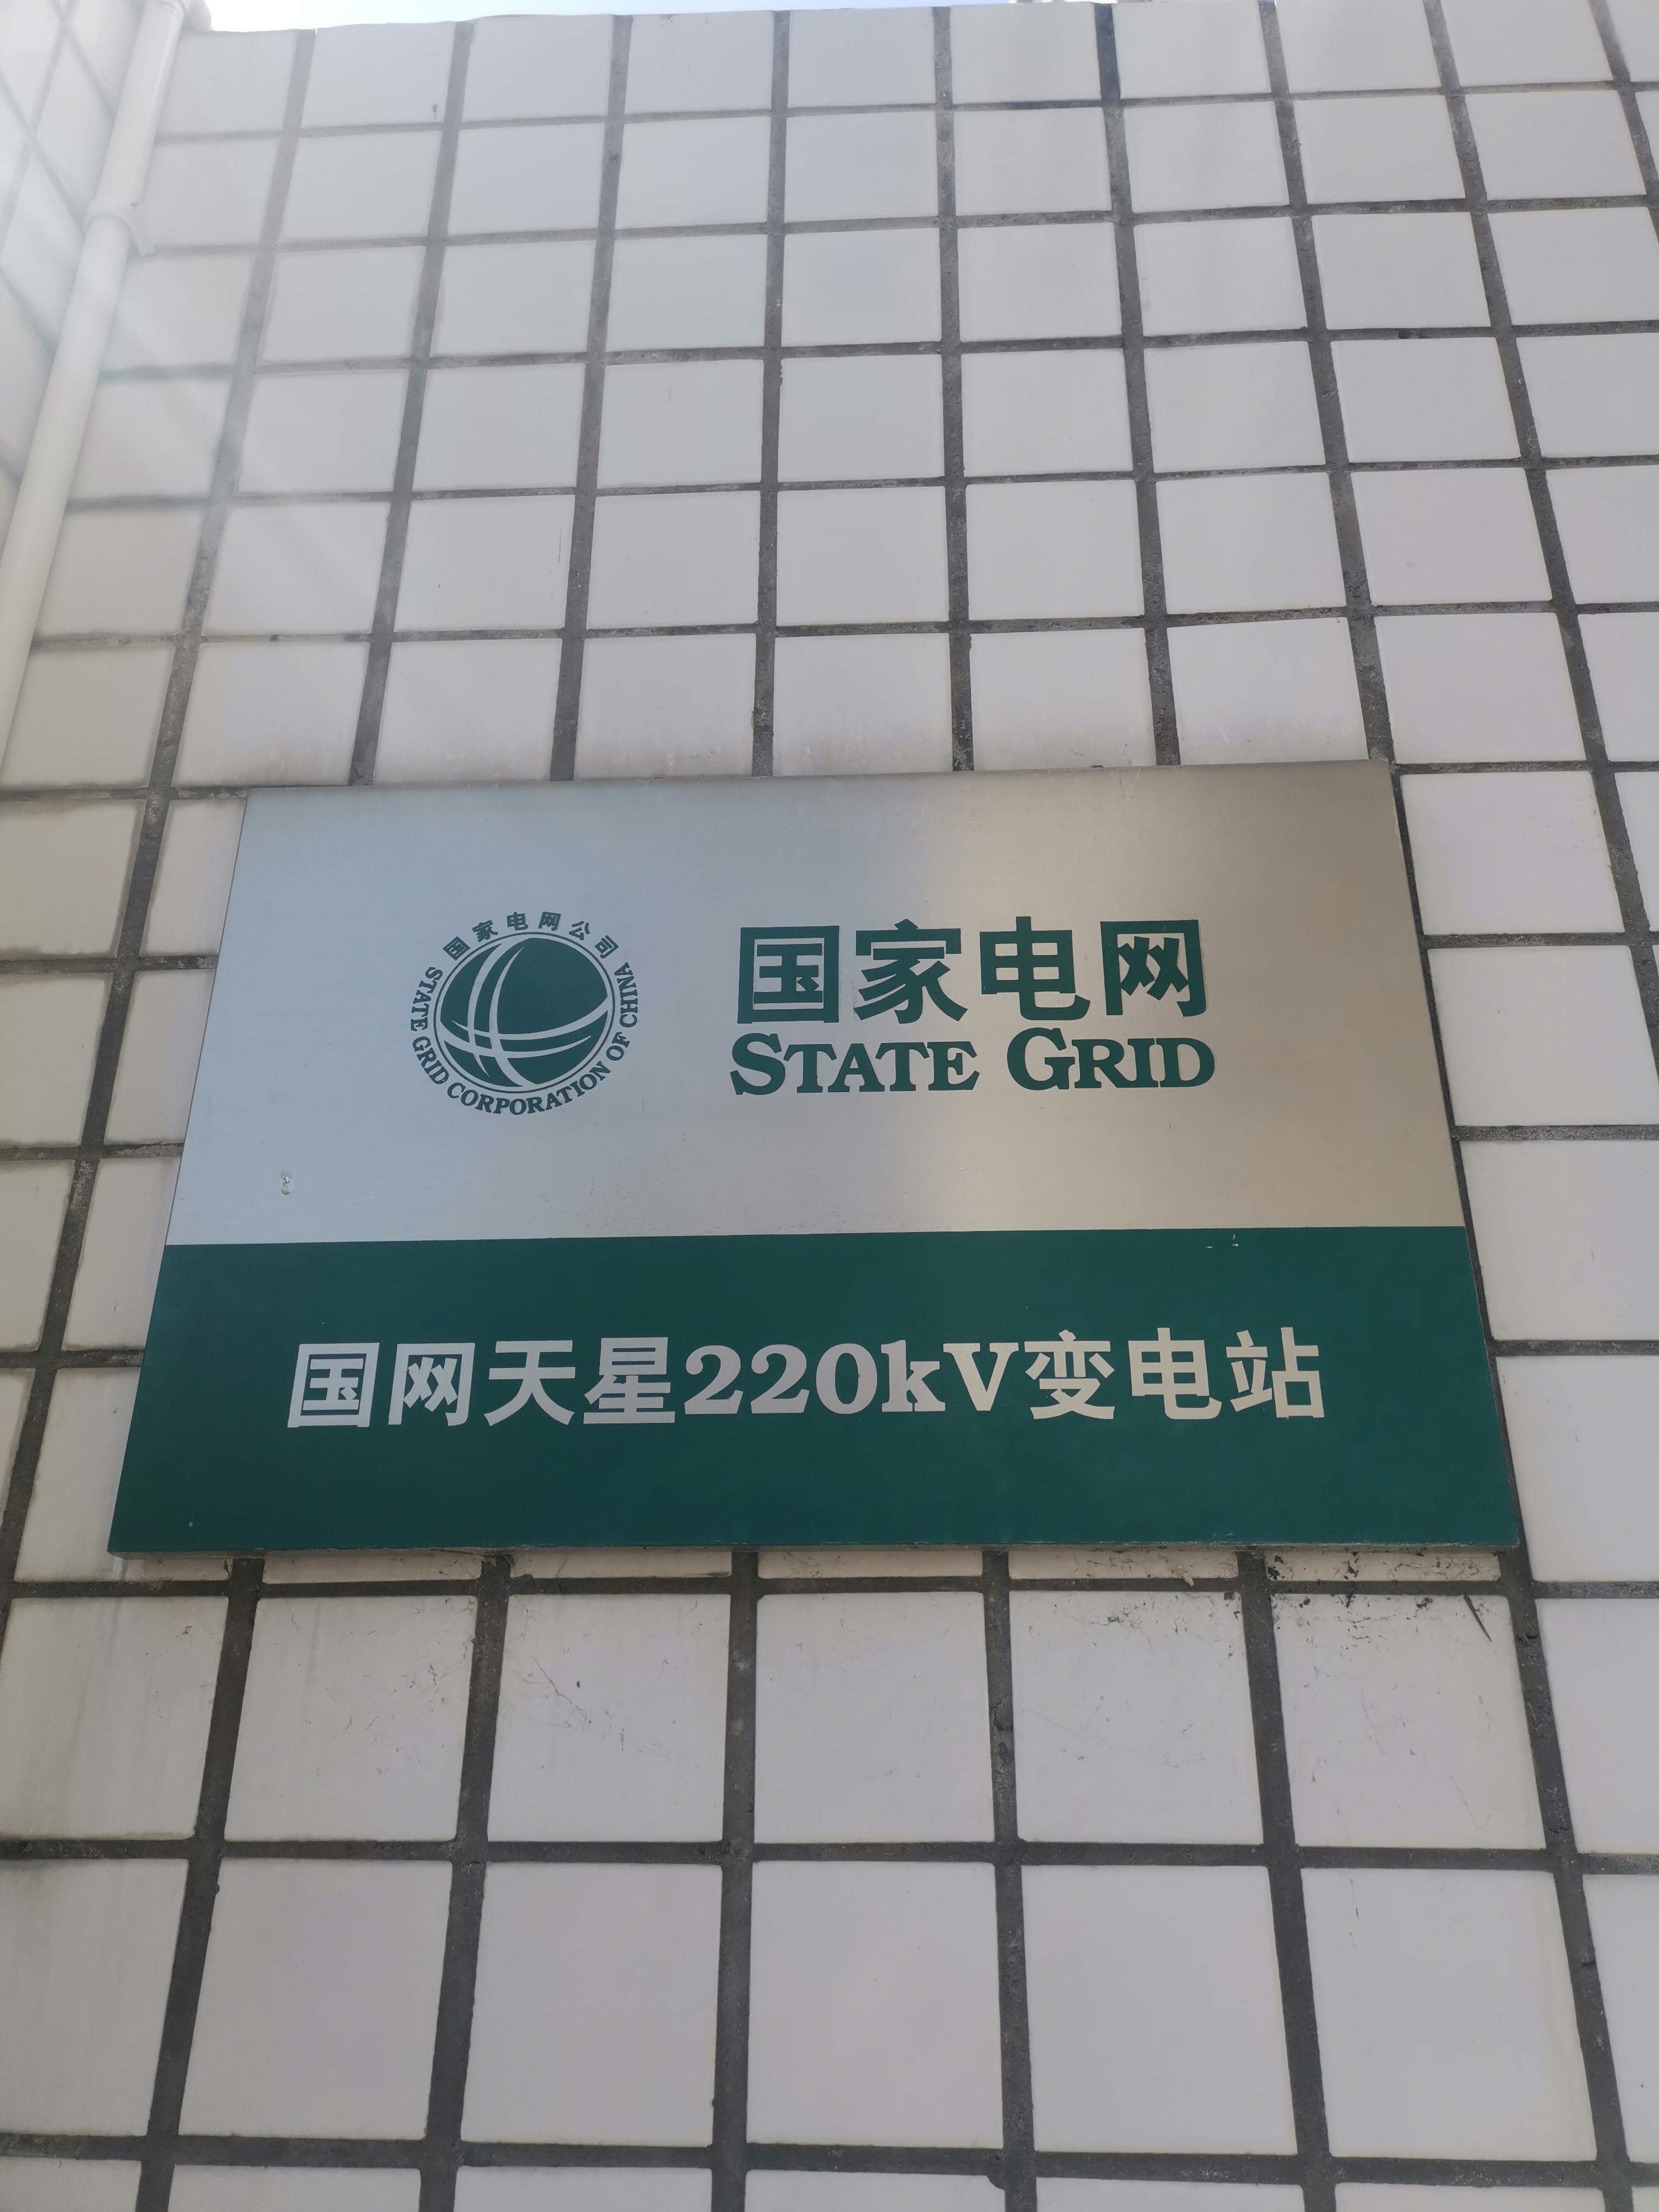 国家电网公司
STATE GRID CORPORATION OF CHINA
国家电网
STATE GRID
国网天星220kV变电站